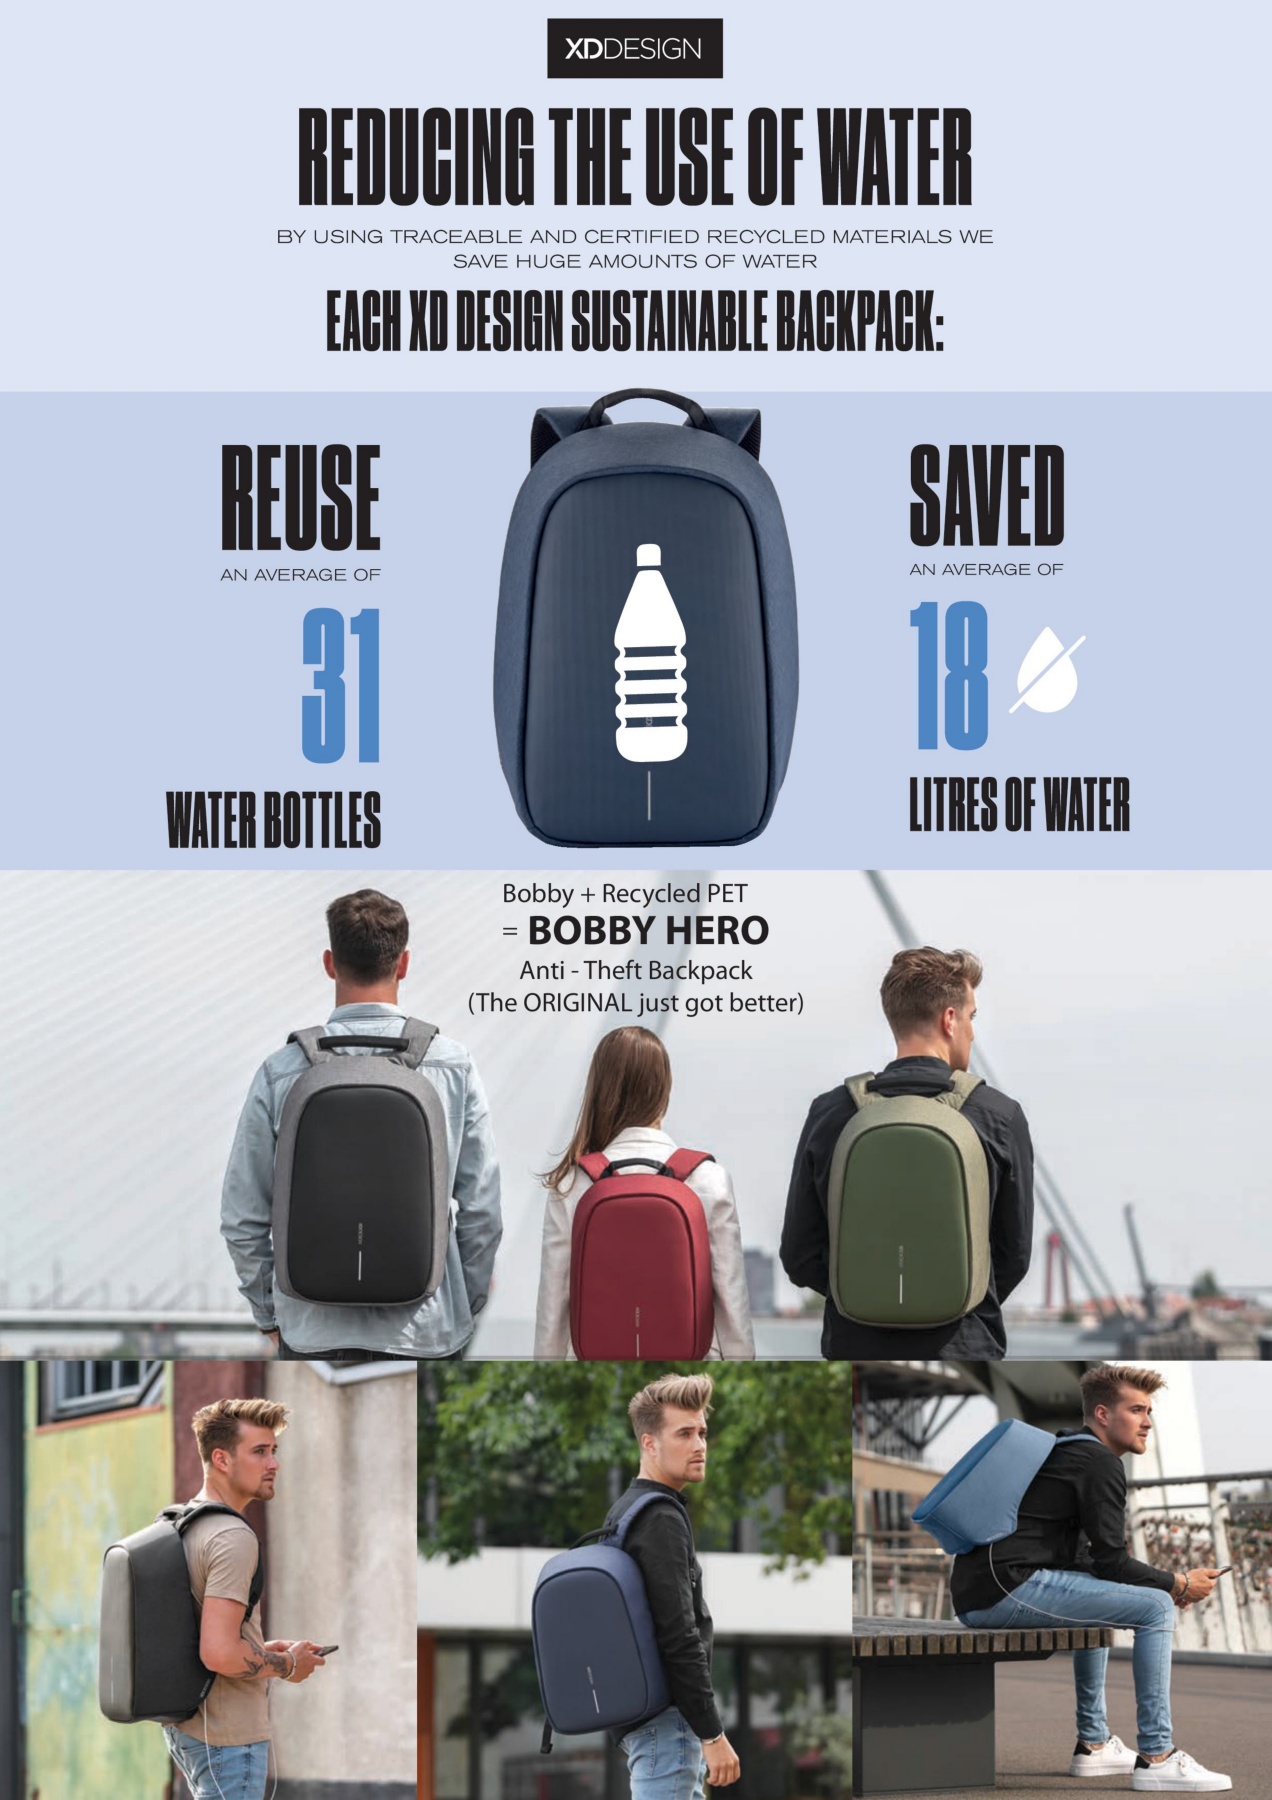 XDDESIGN
REDUCING THE USE OF WATER
BY USING TRACEABLE AND CERTIFIED RECYCLED MATERIALS WE
SAVE HUGE AMOUNTS OF WATER
EACH XD DESIGN SUSTAINABLE BACKPACK:
REUSE
AN AVERAGE OF
31
WATER BOTTLES
SAVED
AN AVERAGE OF
18
LITRES OF WATER
Bobby + Recycled PET
= BOBBY HERO
Anti - Theft Backpack
(The ORIGINAL just got better)